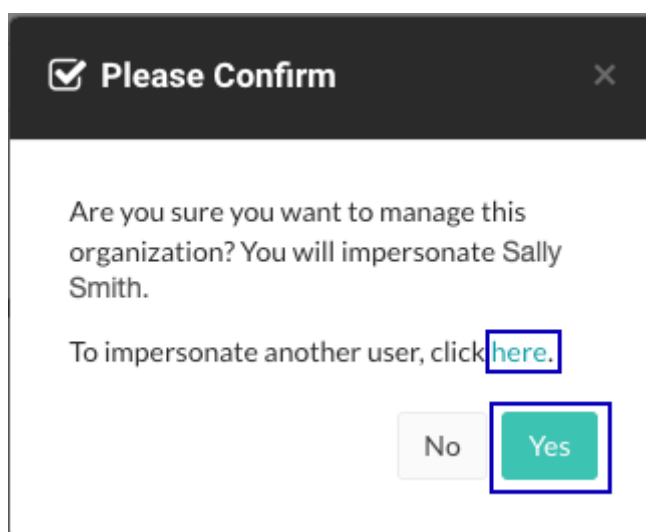 Please Confirm
Are you sure you want to manage this
organization? You will impersonate Sally
Smith.
To impersonate another user, click here.
No
Yes